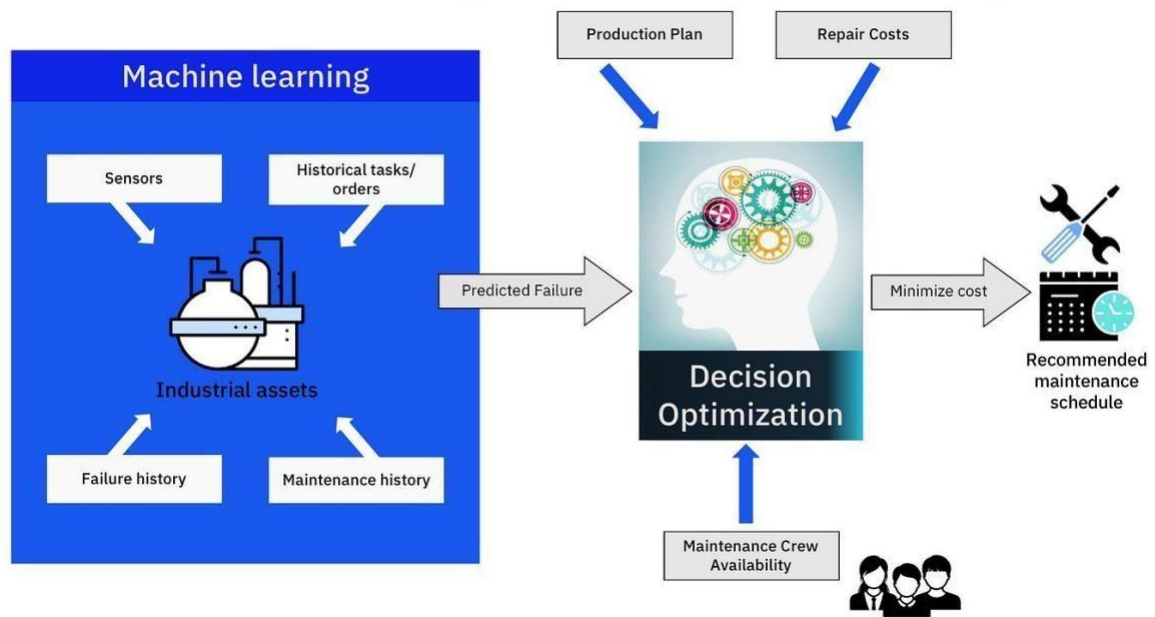 Production Plan
Repair Costs
Machine learning
Sensors
Historical tasks/
orders
Industrial assets
Failure history
Maintenance history
Predicted Failure
Decision
Optimization
Minimize cost
Recommended
maintenance
schedule
Maintenance Crew
Availability